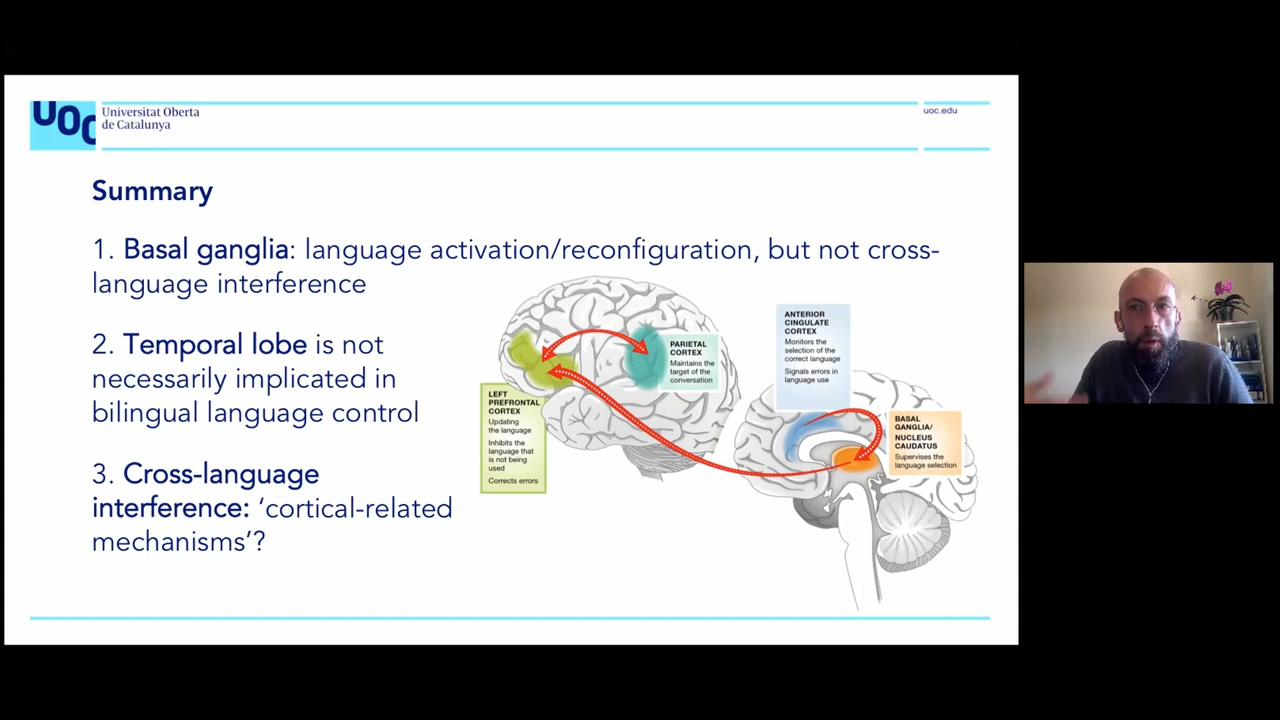 UOC
Universitat Oberta
de Catalunya
uoc.edu
Summary
1. Basal ganglia: language activation/reconfiguration, but not cross-
language interference
2. Temporal lobe is not
necessarily implicated in
bilingual language control
3. Cross-language
interference: ‘cortical-related
mechanisms’?
LEFT
PREFRONTAL
CORTEX
Updating
the language
Inhibits the
language that
is not being
used
Corrects errors
PARIETAL
CORTEX
Maintains the
target of the
conversation
ANTERIOR
CINGULATE
CORTEX
Monitors the
selection of the
correct language
Signals errors in
language use
BASAL
GANGLIA/
NUCLEUS
CAUDATUS
Supervises the
language selection